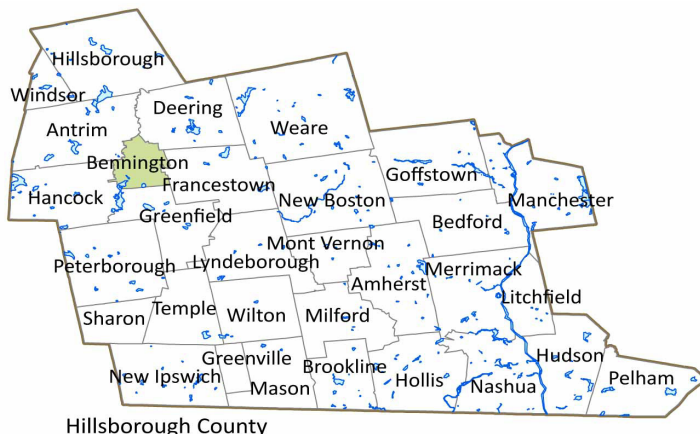 Hillsborough
Windsor
Deering
Antrim
Weare
Bennington
Goffstown
Francestown
Hancock
New Boston
Manchester
Greenfield
Bedford
Mont Vernon
Peterborough
Lyndeborough
Merrimack
Amherst
Litchfield
Temple
Sharon
Wilton
Milford
Greenville
Hudson
Brookline
New Ipswich
Mason
Hollis
Nashua
Pelham
Hillsborough County